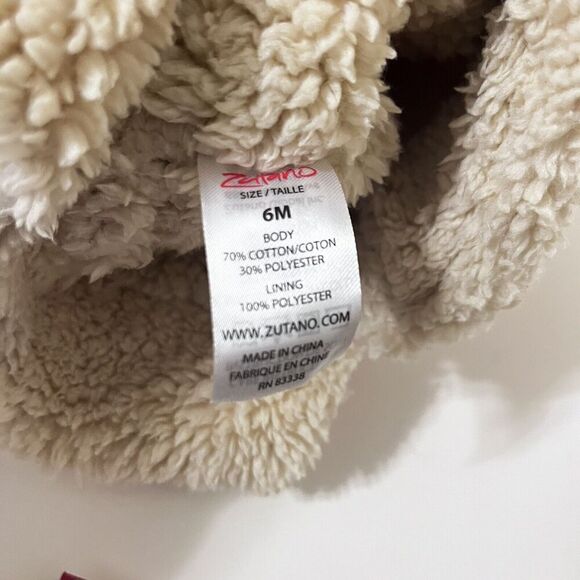 Zutano
SIZE / TAILLE
6M
BODY
70% COTTON/COTON
30% POLYESTER
LINING
100% POLYESTER
WWW.ZUTANO.COM
MADE IN CHINA
FABRIQUE EN CHINE
RN 83338